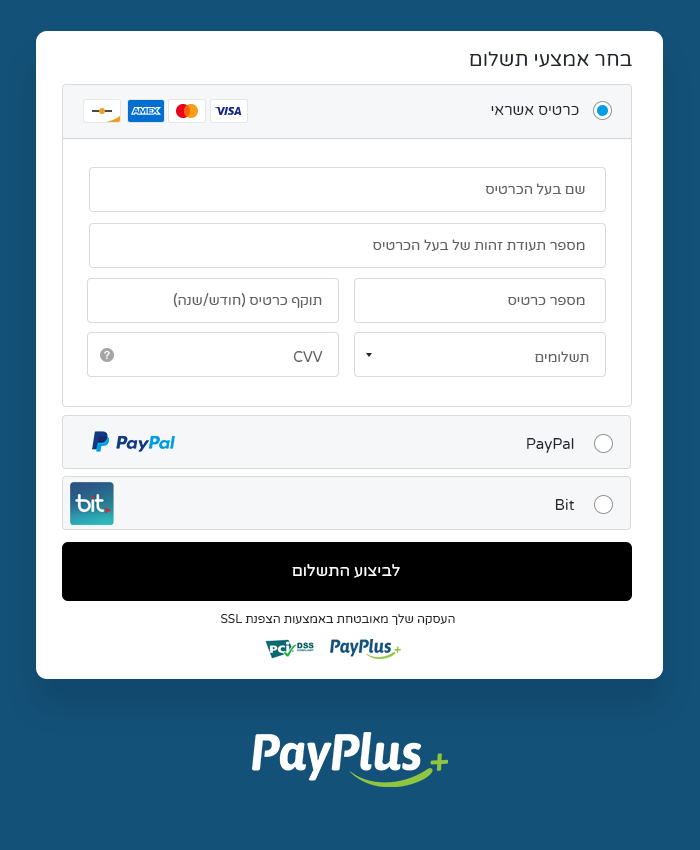 בחר אמצעי תשלום
כרטיס אשראי
VISA
AMEX
שם בעל הכרטיס
מספר תעודת זהות של בעל הכרטיס
מספר כרטיס
תוקף כרטיס (חודש/שנה)
תשלומים
CVV
?
PayPal
P PayPal
Bit
bit
לביצוע התשלום
העסקה שלך מאובטחת באמצעות הצפנת SSL
PayPlus+
PCI DSS
PayPlus+